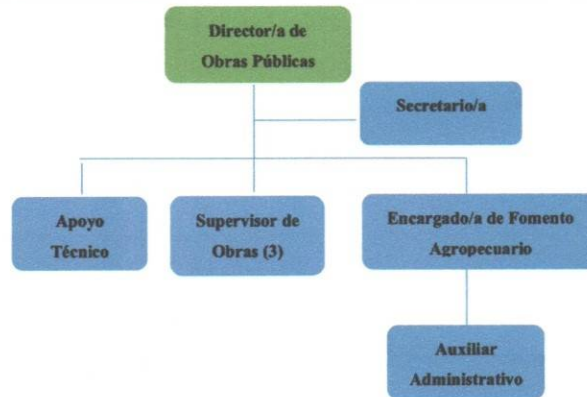 Director/a de
Obras Públicas
Secretario/a
Apoyo
Técnico
Supervisor de
Obras (3)
Encargado/a de Fomento
Agropecuario
Auxiliar
Administrativo